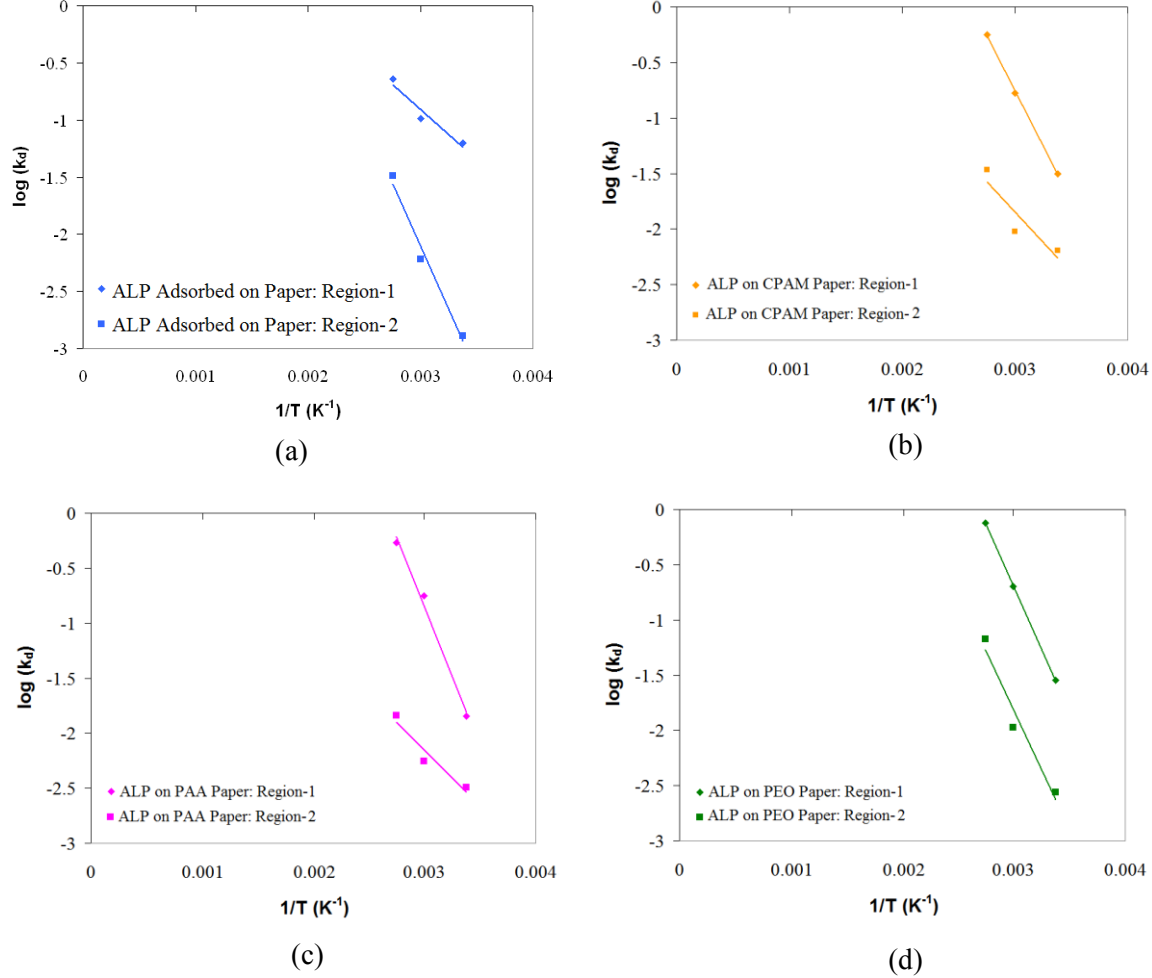 0
-0.5
-1
-1.5
-2
-2.5
-3
log (kd)
ALP Adsorbed on Paper: Region-1
ALP Adsorbed on Paper: Region-2
0 0.001 0.002 0.003 0.004
1/T (K-1)
(a)
0
-0.5
-1
-1.5
-2
-2.5
-3
log (kd)
ALP on CPAM Paper: Region-1
ALP on CPAM Paper: Region-2
0 0.001 0.002 0.003 0.004
1/T (K-1)
(b)
0
-0.5
-1
-1.5
-2
-2.5
-3
log (kd)
ALP on PAA Paper: Region-1
ALP on PAA Paper: Region-2
0 0.001 0.002 0.003 0.004
1/T (K-1)
(c)
0
-0.5
-1
-1.5
-2
-2.5
-3
log (kd)
ALP on PEO Paper: Region-1
ALP on PEO Paper: Region-2
0 0.001 0.002 0.003 0.004
1/T (K-1)
(d)